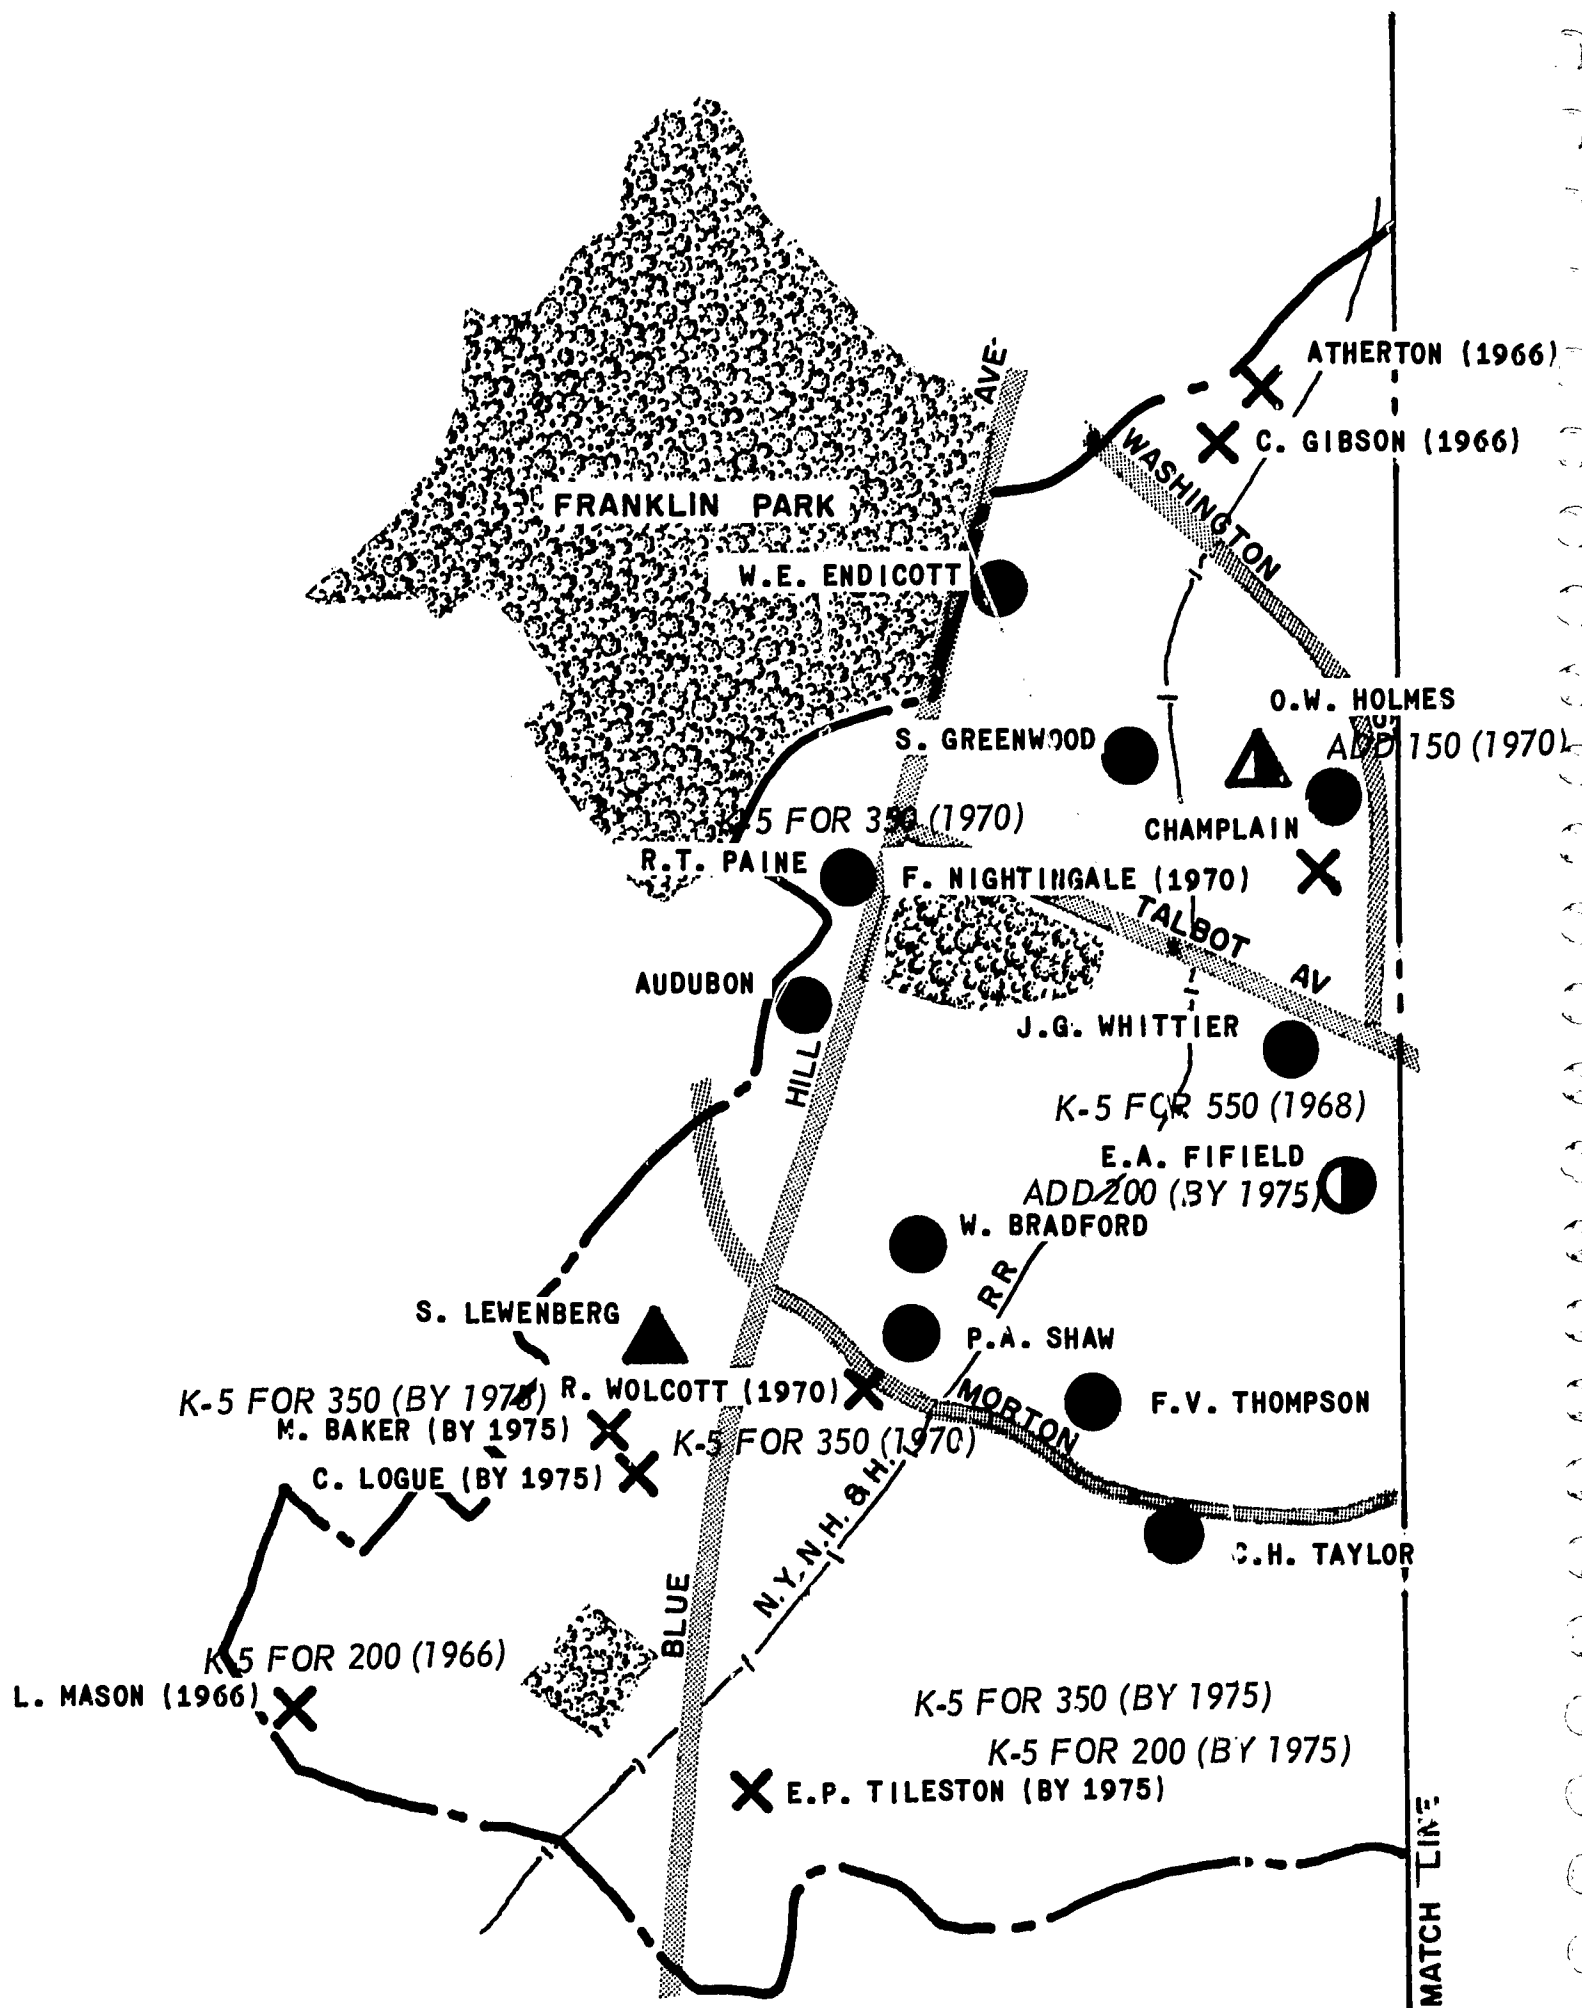 AVE.
ATHERTON (1966)
C. GIBSON (1966)
WASHINGTON
FRANKLIN PARK
W.E. ENDICOTT
O.W. HOLMES
S. GREENWOOD
ADD 150 (1970)
K-5 FOR 350 (1970)
CHAMPLAIN
R.T. PAINE
F. NIGHTINGALE (1970)
TALBOT AV
AUDUBON
J.G. WHITTIER
HILL
K-5 FOR 550 (1968)
E.A. FIFIELD
ADD 200 (BY 1975)
W. BRADFORD
RR
S. LEWENBERG
P.A. SHAW
K-5 FOR 350 (BY 1975)
R. WOLCOTT (1970)
MORTON
F.V. THOMPSON
M. BAKER (BY 1975)
K-5 FOR 350 (1970)
C. LOGUE (BY 1975)
N.Y. N.H. & H.
C.H. TAYLOR
BLUE
K-5 FOR 200 (1966)
L. MASON (1966)
K-5 FOR 350 (BY 1975)
K-5 FOR 200 (BY 1975)
E.P. TILESTON (BY 1975)
MATCH LINE